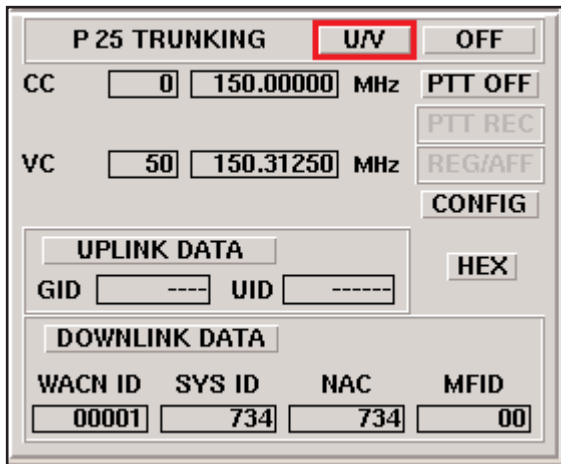 P 25 TRUNKING U/V OFF
CC 0 150.00000 MHz PTT OFF
PTT REC
VC 50 150.31250 MHz REG/AFF
CONFIG
UPLINK DATA
HEX
GID ---- UID ------
DOWNLINK DATA
WACN ID SYS ID NAC MFID
00001 734 734 00